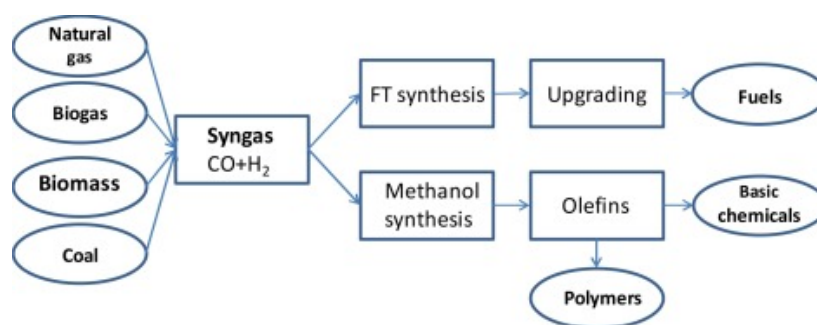 Natural
gas
Biogas
Biomass
Coal
Syngas
CO+H₂
FT synthesis
Upgrading
Fuels
Methanol
synthesis
Olefins
Basic
chemicals
Polymers